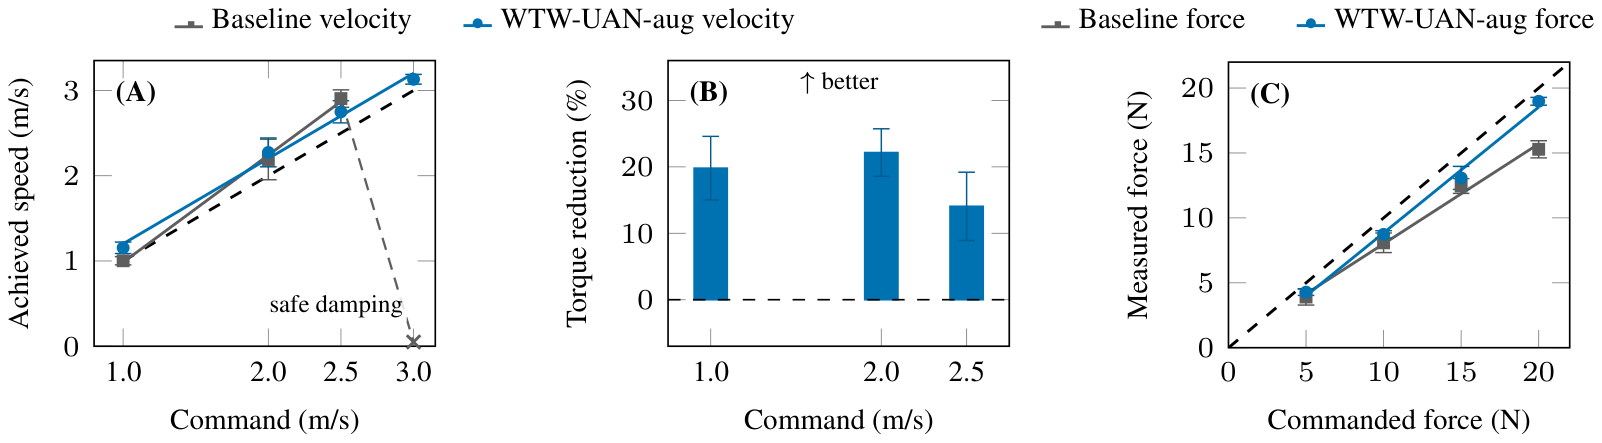 Baseline velocity
WTW-UAN-aug velocity
Baseline force
WTW-UAN-aug force
(A)
Achieved speed (m/s)
3
2
1
0
safe damping
1.0 2.0 2.5 3.0
Command (m/s)
(B)
↑ better
Torque reduction (%)
30
20
10
0
1.0 2.0 2.5
Command (m/s)
(C)
Measured force (N)
20
15
10
5
0
0 5 10 15 20
Commanded force (N)